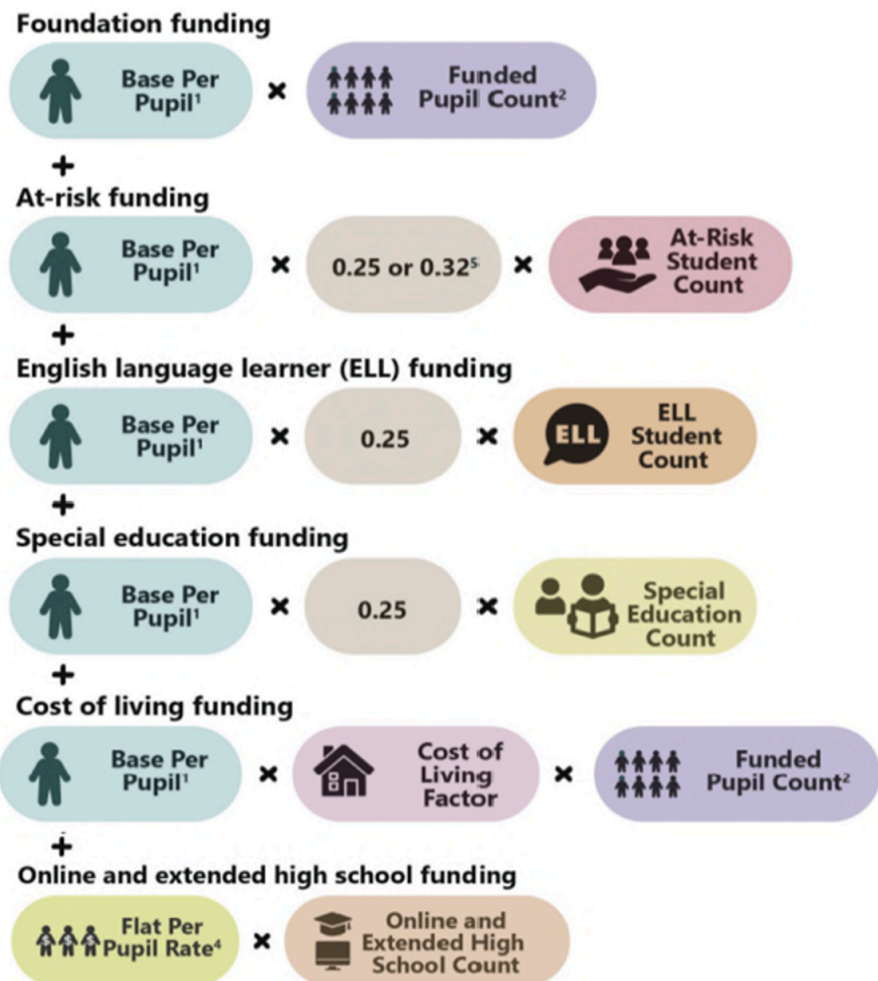 Foundation funding
Base Per
Pupil¹
×
Funded
Pupil Count²
+
At-risk funding
Base Per
Pupil¹
×
0.25 or 0.32⁵
×
At-Risk
Student
Count
+
English language learner (ELL) funding
Base Per
Pupil¹
×
0.25
×
ELL
ELL
Student
Count
+
Special education funding
Base Per
Pupil¹
×
0.25
×
Special
Education
Count
+
Cost of living funding
Base Per
Pupil¹
×
Cost of
Living
Factor
×
Funded
Pupil Count²
+
Online and extended high school funding
Flat Per
Pupil Rate⁴
×
Online and
Extended High
School Count